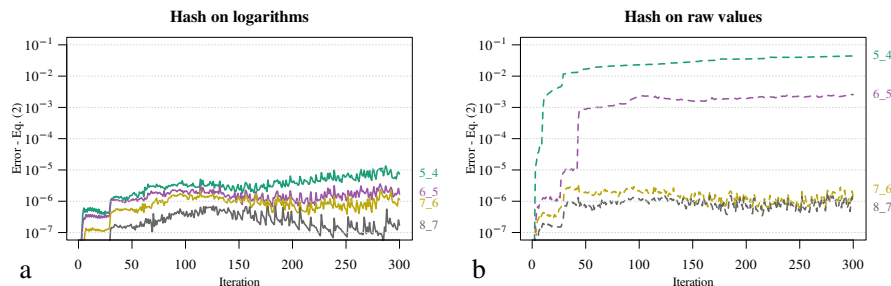 Hash on logarithms
Error - Eq. (2)
10⁻¹
10⁻²
10⁻³
10⁻⁴
10⁻⁵
10⁻⁶
10⁻⁷
5_4
6_5
7_6
8_7
0 50 100 150 200 250 300
Iteration
a
Hash on raw values
Error - Eq. (2)
10⁻¹
10⁻²
10⁻³
10⁻⁴
10⁻⁵
10⁻⁶
10⁻⁷
5_4
6_5
7_6
8_7
0 50 100 150 200 250 300
Iteration
b